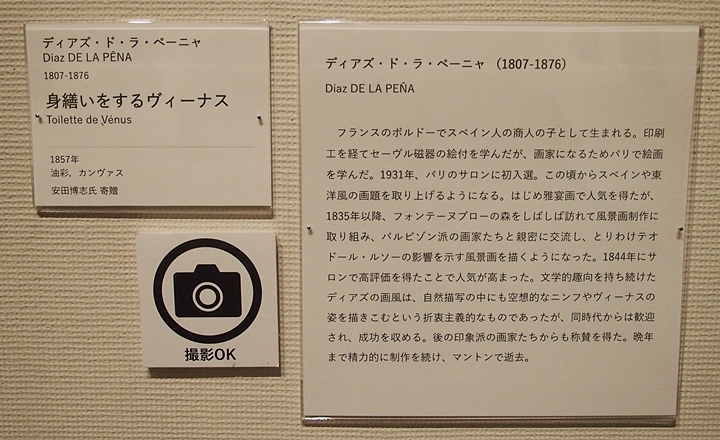 ディアズ・ド・ラ・ペーニャ
Diaz DE LA PEÑA
1807-1876
身繕いをするヴィーナス
Toilette de Vénus
1857年
油彩、カンヴァス
安田博志氏 寄贈
撮影OK
ディアズ・ド・ラ・ペーニャ （1807-1876）
Diaz DE LA PEÑA
フランスのボルドーでスペイン人の商人の子として生まれる。印刷
工を経てセーヴル磁器の絵付を学んだが、画家になるためパリで絵画
を学んだ。1931年、パリのサロンに初入選。この頃からスペインや東
洋風の画題を取り上げるようになる。はじめ雅宴画で人気を得たが、
1835年以降、フォンテーヌブローの森をしばしば訪れて風景画制作に
取り組み、バルビゾン派の画家たちと親密に交流し、とりわけテオ
ドール・ルソーの影響を示す風景画を描くようになった。1844年にサ
ロンで高評価を得たことで人気が高まった。文学的趣向を持ち続けた
ディアズの画風は、自然描写の中にも空想的なニンフやヴィーナスの
姿を描きこむという折衷主義的なものであったが、同時代からは歓迎
され、成功を収める。後の印象派の画家たちからも称賛を得た。晩年
まで精力的に制作を続け、マントンで逝去。